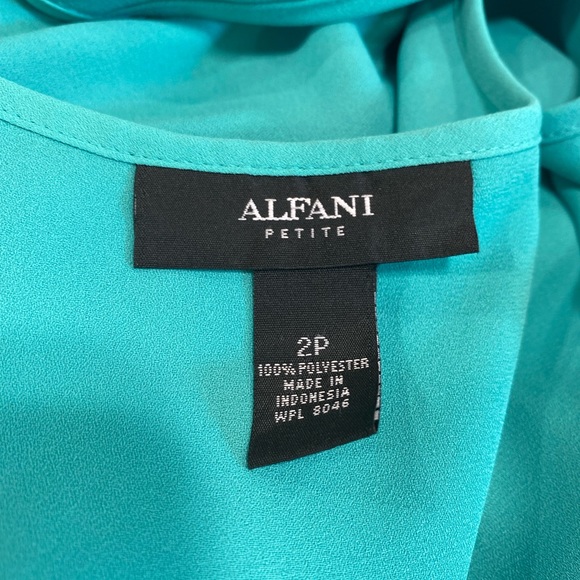 ALFANI
PETITE
2P
100% POLYESTER
MADE IN
INDONESIA
WPL 8046